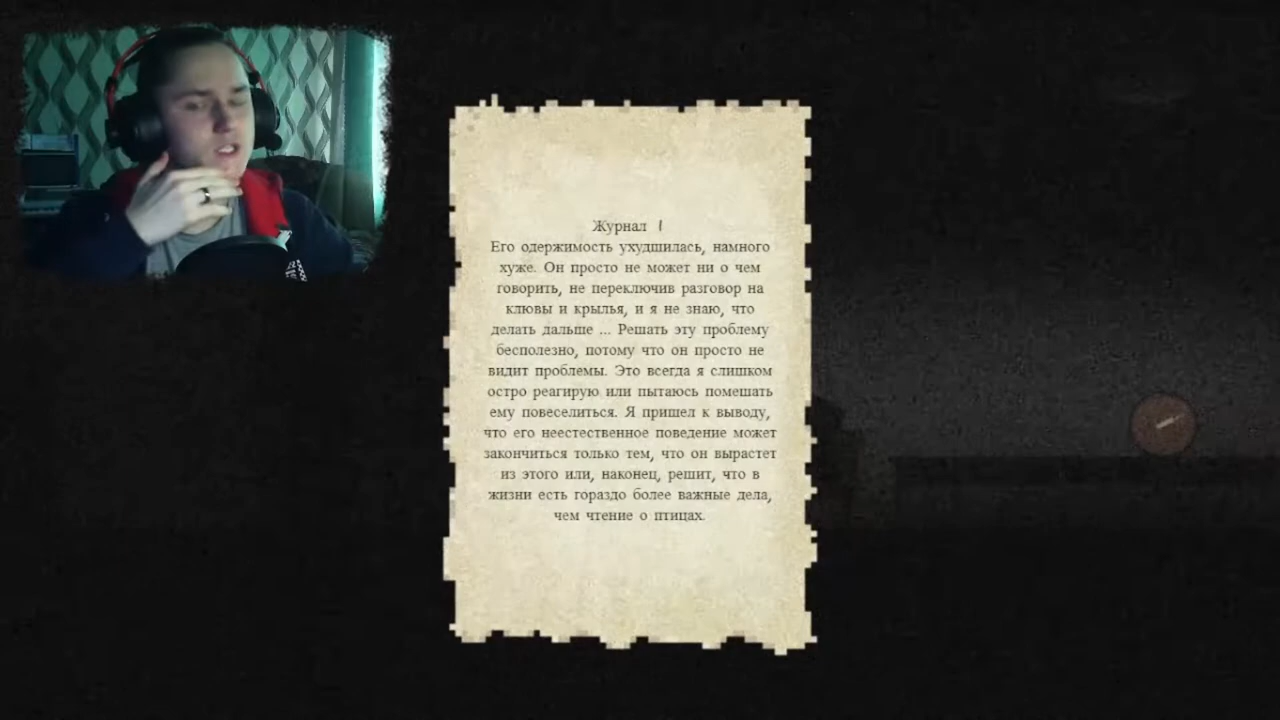 Журнал 1
Его одержимость ухудшилась, намного
хуже. Он просто не может ни о чем
говорить, не переключив разговор на
клювы и крылья, и я не знаю, что
делать дальше ... Решать эту проблему
бесполезно, потому что он просто не
видит проблемы. Это всегда я слишком
остро реагирую или пытаюсь помешать
ему повеселиться. Я пришел к выводу,
что его неестественное поведение может
закончиться только тем, что он вырастет
из этого или, наконец, решит, что в
жизни есть гораздо более важные дела,
чем чтение о птицах.